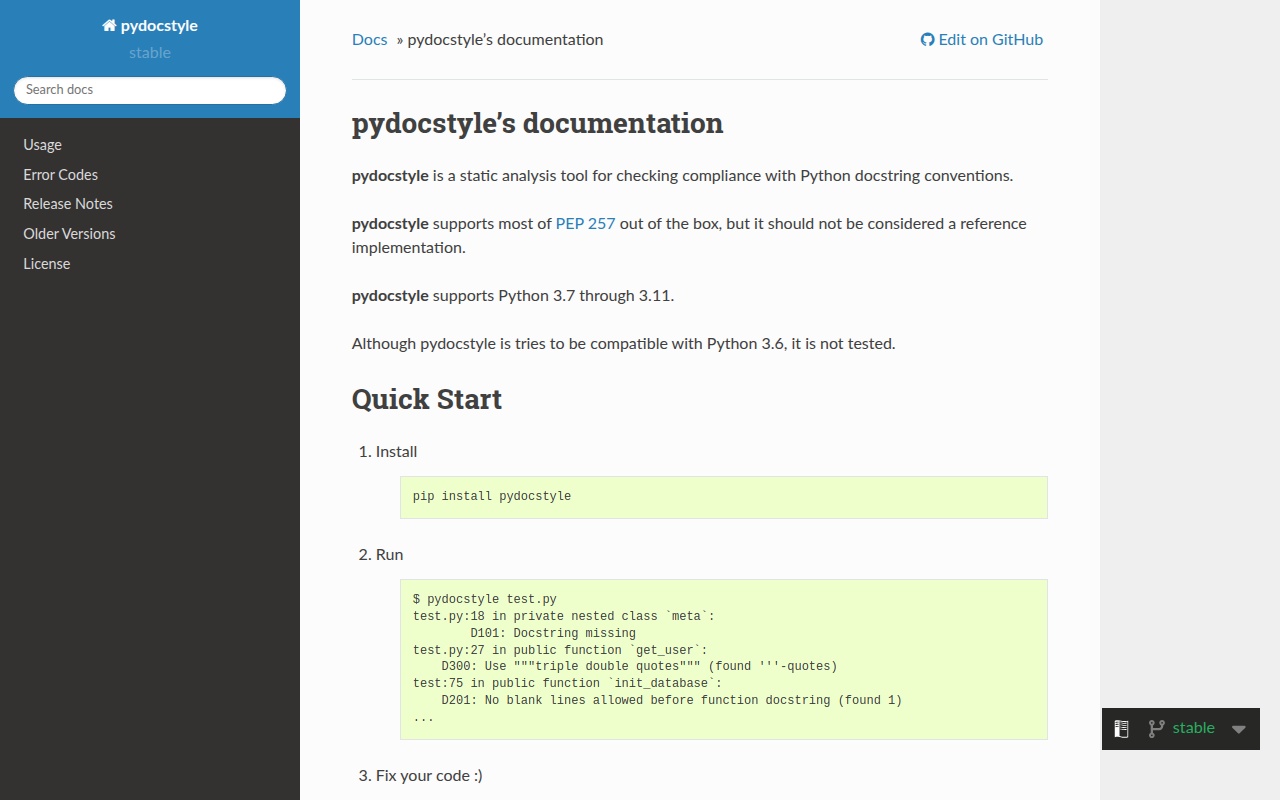 pydocstyle
stable
Search docs
Usage
Error Codes
Release Notes
Older Versions
License
Docs » pydocstyle’s documentation
Edit on GitHub
pydocstyle’s documentation
pydocstyle is a static analysis tool for checking compliance with Python docstring conventions.
pydocstyle supports most of PEP 257 out of the box, but it should not be considered a reference
implementation.
pydocstyle supports Python 3.7 through 3.11.
Although pydocstyle is tries to be compatible with Python 3.6, it is not tested.
Quick Start
1. Install
pip install pydocstyle
2. Run
$ pydocstyle test.py
test.py:18 in private nested class `meta`:
        D101: Docstring missing
test.py:27 in public function `get_user`:
    D300: Use """triple double quotes""" (found '''-quotes)
test:75 in public function `init_database`:
    D201: No blank lines allowed before function docstring (found 1)
...
3. Fix your code :)
stable